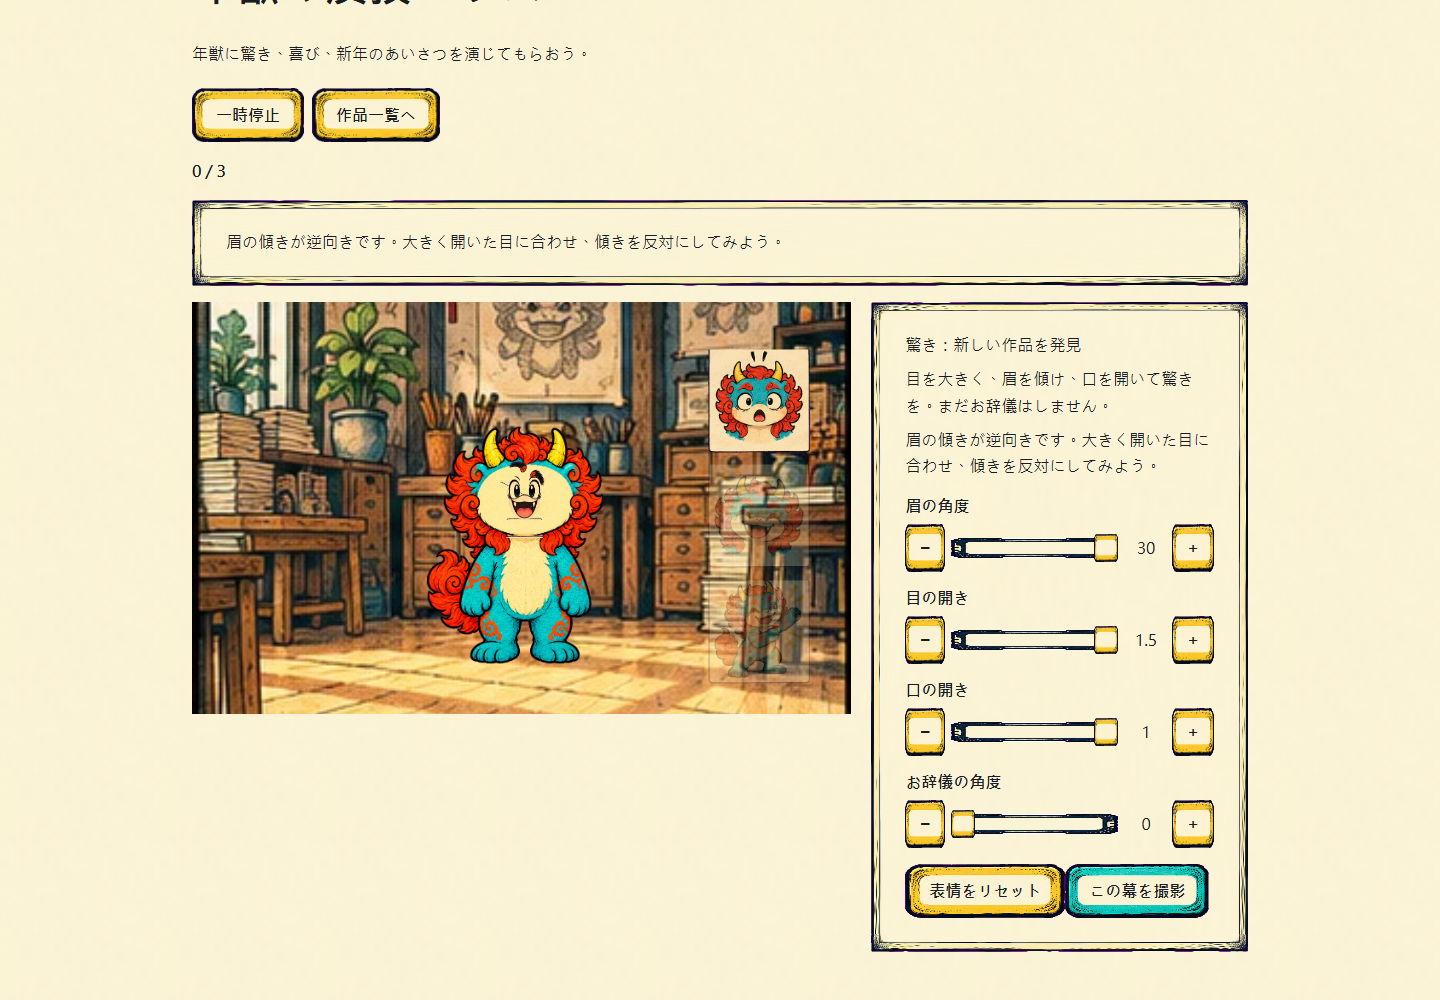 年獣に驚き、喜び、新年のあいさつを演じてもらおう。
一時停止
作品一覧へ
0 / 3
眉の傾きが逆向きです。大きく開いた目に合わせ、傾きを反対にしてみよう。
驚き：新しい作品を発見
目を大きく、眉を傾け、口を開いて驚き
を。まだお辞儀はしません。
眉の傾きが逆向きです。大きく開いた目に
合わせ、傾きを反対にしてみよう。
眉の角度
− 30 +
目の開き
− 1.5 +
口の開き
− 1 +
お辞儀の角度
− 0 +
表情をリセット
この幕を撮影